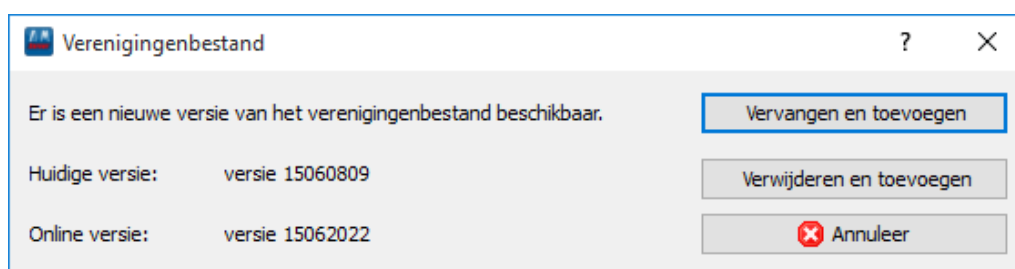 Verenigingenbestand
Er is een nieuwe versie van het verenigingenbestand beschikbaar.
Vervangen en toevoegen
Huidige versie: versie 15060809
Verwijderen en toevoegen
Online versie: versie 15062022
Annuleer